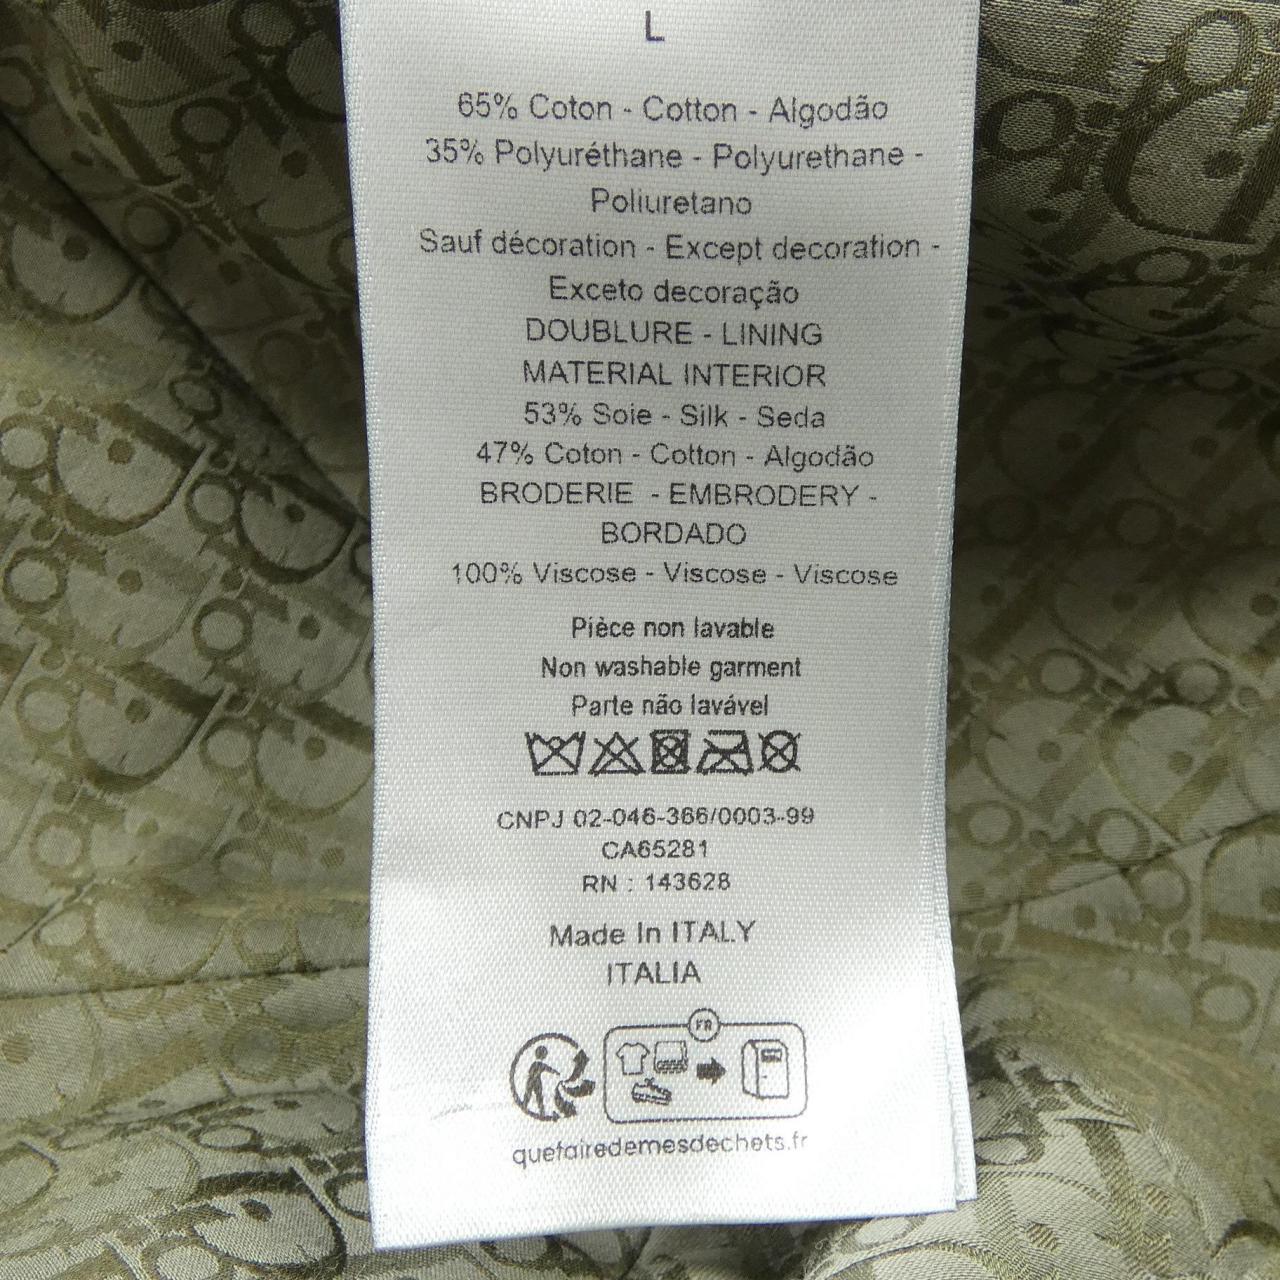 L
65% Coton - Cotton - Algodão
35% Polyuréthane - Polyurethane -
Poliuretano
Sauf décoration - Except decoration -
Exceto decoração
DOUBLURE - LINING
MATERIAL INTERIOR
53% Soie - Silk - Seda
47% Coton - Cotton - Algodão
BRODERIE - EMBRODERY -
BORDADO
100% Viscose - Viscose - Viscose
Pièce non lavable
Non washable garment
Parte não lavável
CNPJ 02-046-366/0003-99
CA65281
RN : 143628
Made In ITALY
ITALIA
FR
quefairedemesdechets.fr